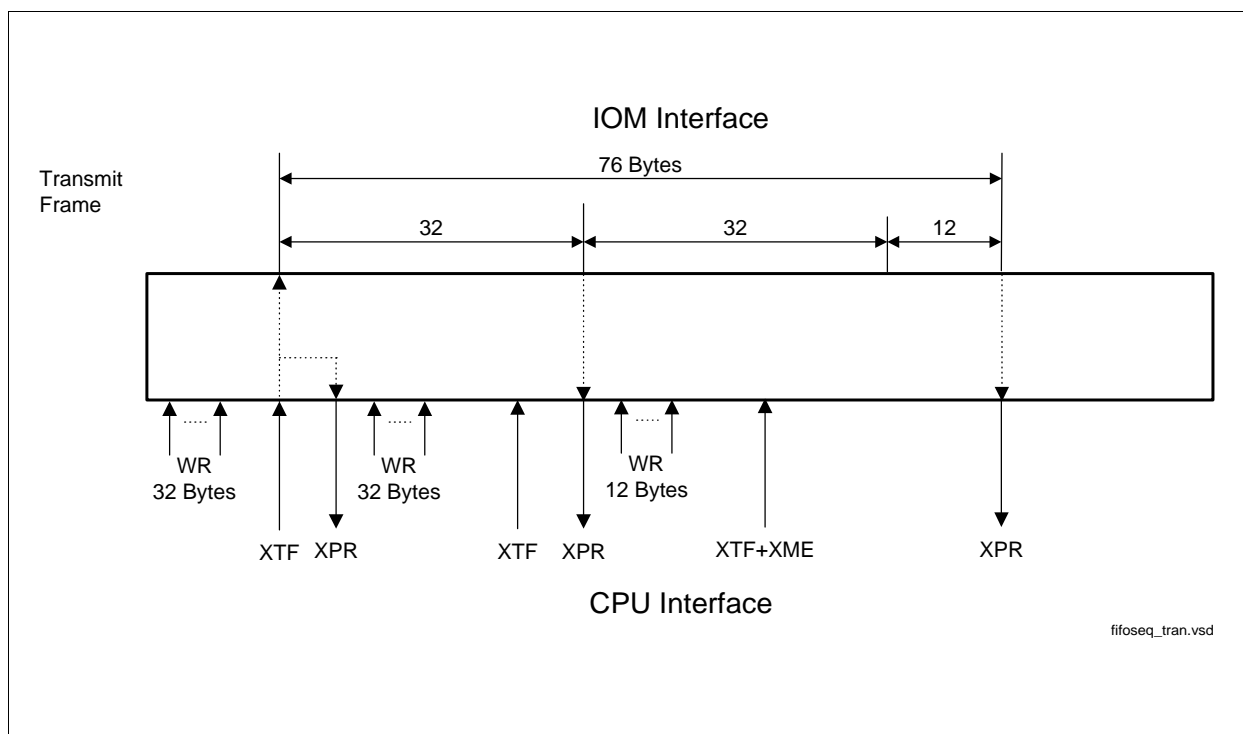 IOM Interface
76 Bytes
Transmit
Frame
32
32
12
WR
32 Bytes
WR
32 Bytes
WR
12 Bytes
XTF
XPR
XTF
XPR
XTF+XME
XPR
CPU Interface
fifoseq_tran.vsd